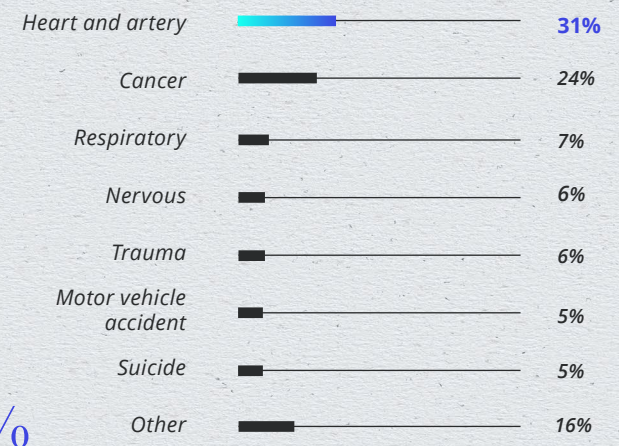 Heart and artery 31%
Cancer 24%
Respiratory 7%
Nervous 6%
Trauma 6%
Motor vehicle
accident 5%
Suicide 5%
Other 16%
%